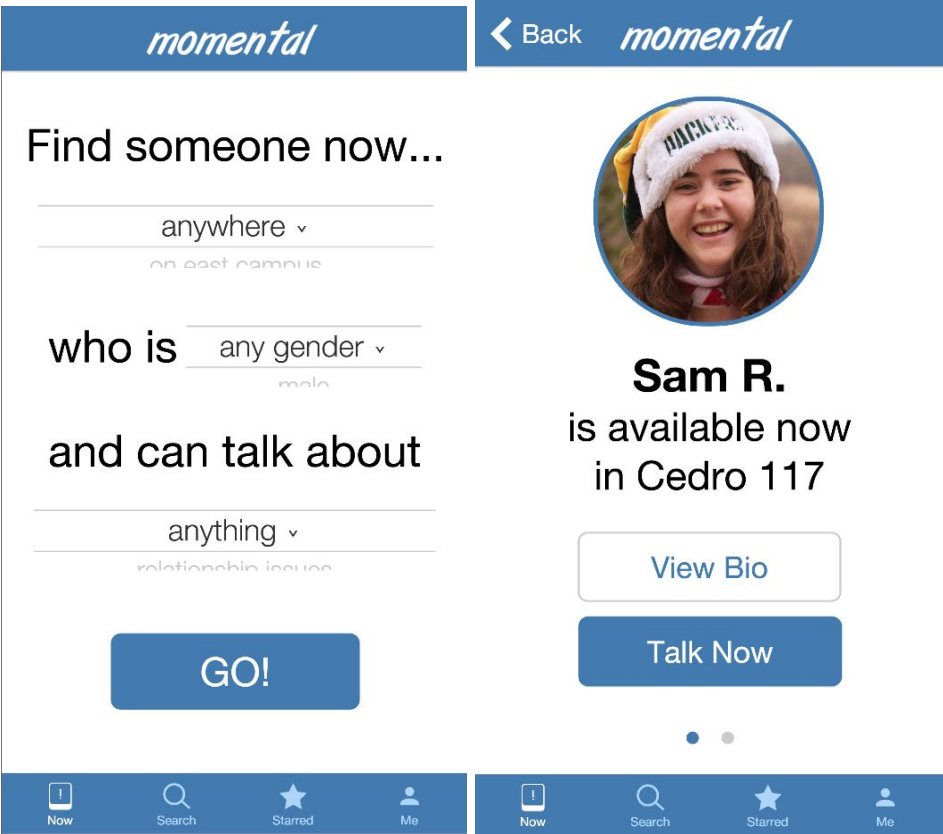 momental
Find someone now...
anywhere
on east campus
who is any gender
male
and can talk about
anything
relationship issues
GO!
Now Search Starred Me
Back momental
PACKERS
Sam R.
is available now
in Cedro 117
View Bio
Talk Now
Now Search Starred Me